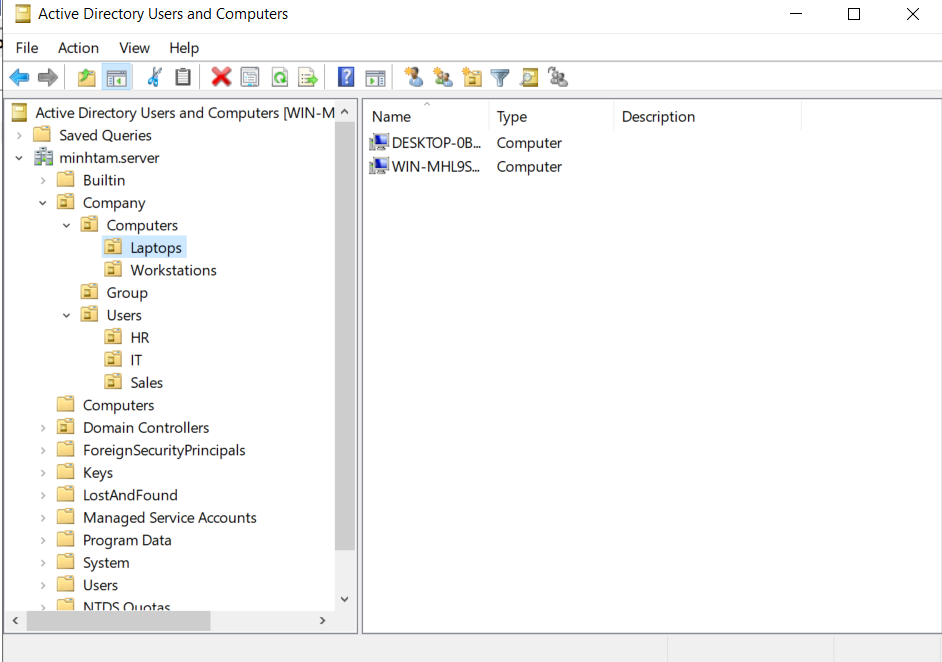 Active Directory Users and Computers
File Action View Help
Active Directory Users and Computers [WIN-M
Saved Queries
minhtam.server
Builtin
Company
Computers
Laptops
Workstations
Group
Users
HR
IT
Sales
Computers
Domain Controllers
ForeignSecurityPrincipals
Keys
LostAndFound
Managed Service Accounts
Program Data
System
Users
NTDS Quotas
Name Type Description
DESKTOP-0B... Computer
WIN-MHL9S... Computer